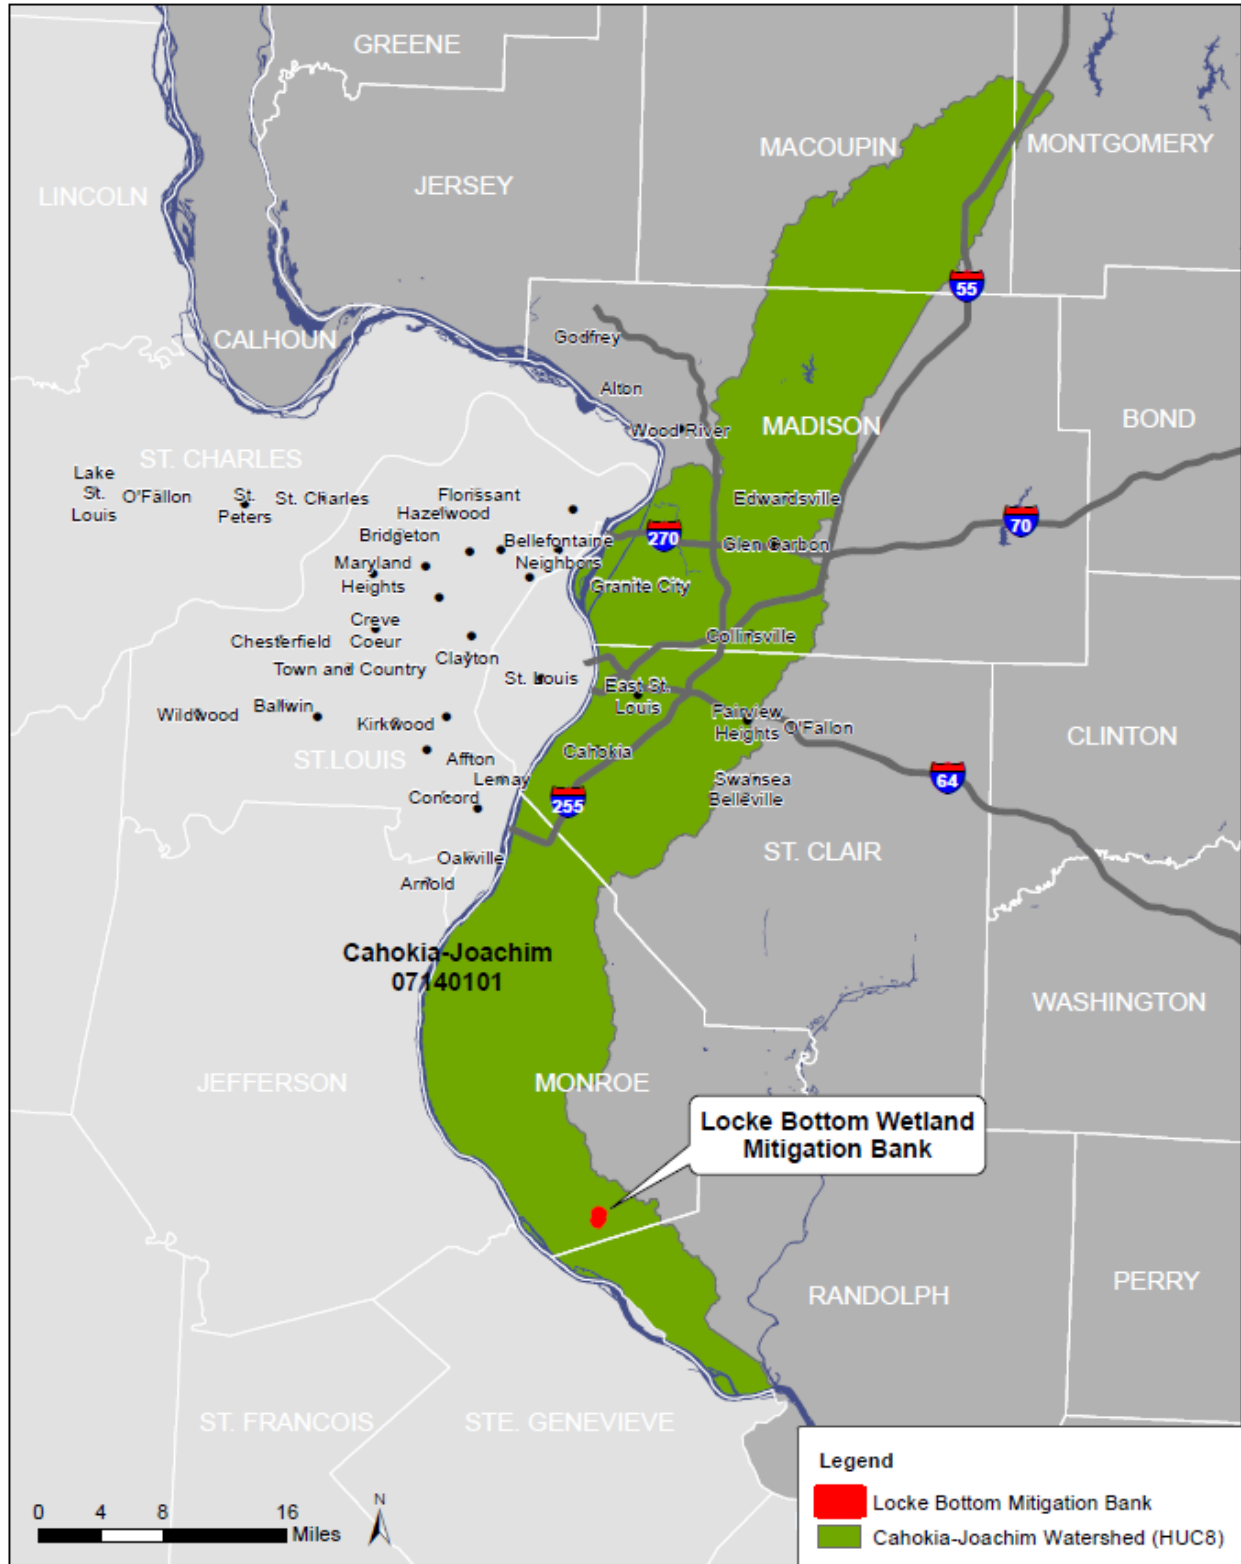 GREENE
MACOUPIN
MONTGOMERY
LINCOLN
JERSEY
55
CALHOUN
Godfrey
Alton
BOND
MADISON
Wood River
ST. CHARLES
Lake
St.
Louis
O'Fallon
St.
Peters
St. Charles
Florissant
Hazelwood
Edwardsville
70
Bridgeton
Bellefontaine
Neighbors
270
Glen Carbon
Maryland
Heights
Granite City
Creve
Coeur
Chesterfield
Collinsville
Town and Country
Clayton
St. Louis
East St.
Louis
Wildwood
Ballwin
Kirkwood
Fairview
Heights
O'Fallon
CLINTON
ST.LOUIS
Affton
Cahokia
Lemay
Swansea
Belleville
64
Concord
255
ST. CLAIR
Oakville
Arnold
Cahokia-Joachim
07140101
WASHINGTON
JEFFERSON
MONROE
Locke Bottom Wetland
Mitigation Bank
RANDOLPH
PERRY
ST. FRANCOIS
STE. GENEVIEVE
Legend
Locke Bottom Mitigation Bank
Cahokia-Joachim Watershed (HUC8)
N
0 4 8 16
Miles